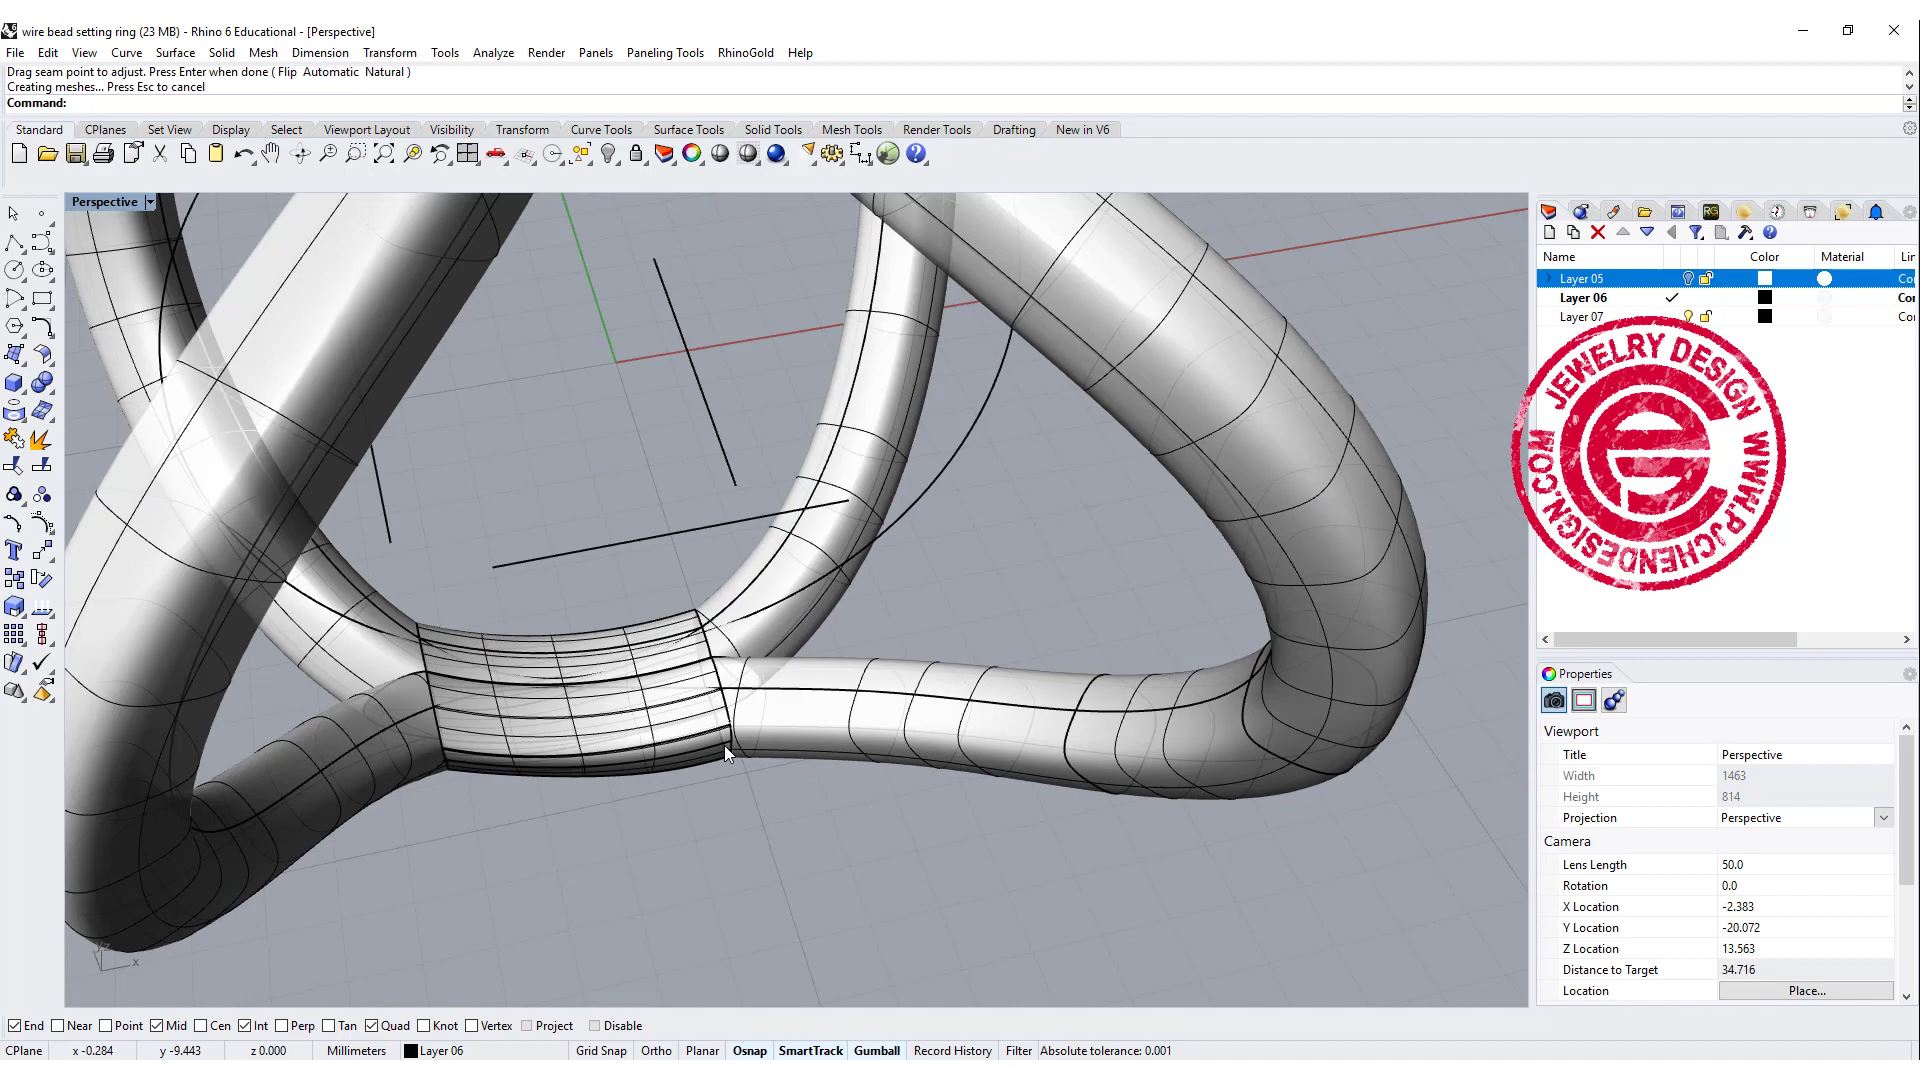 wire bead setting ring (23 MB) - Rhino 6 Educational - [Perspective]
File Edit View Curve Surface Solid Mesh Dimension Transform Tools Analyze Render Panels Paneling Tools RhinoGold Help
Drag seam point to adjust. Press Enter when done ( Flip Automatic Natural )
Creating meshes... Press Esc to cancel
Command:
Standard CPlanes Set View Display Select Viewport Layout Visibility Transform Curve Tools Surface Tools Solid Tools Mesh Tools Render Tools Drafting New in V6
Perspective
RG
Name Color Material Lin
Layer 05 Coi
Layer 06 Coi
Layer 07 Coi
JEWELRY DESIGN WWW.PJCHENDESIGN.COM
Properties
Viewport
Title Perspective
Width 1463
Height 814
Projection Perspective
Camera
Lens Length 50.0
Rotation 0.0
X Location -2.383
Y Location -20.072
Z Location 13.563
Distance to Target 34.716
Location Place...
x
End Near Point Mid Cen Int Perp Tan Quad Knot Vertex Project Disable
CPlane x -0.284 y -9.443 z 0.000 Millimeters Layer 06 Grid Snap Ortho Planar Osnap SmartTrack Gumball Record History Filter Absolute tolerance: 0.001